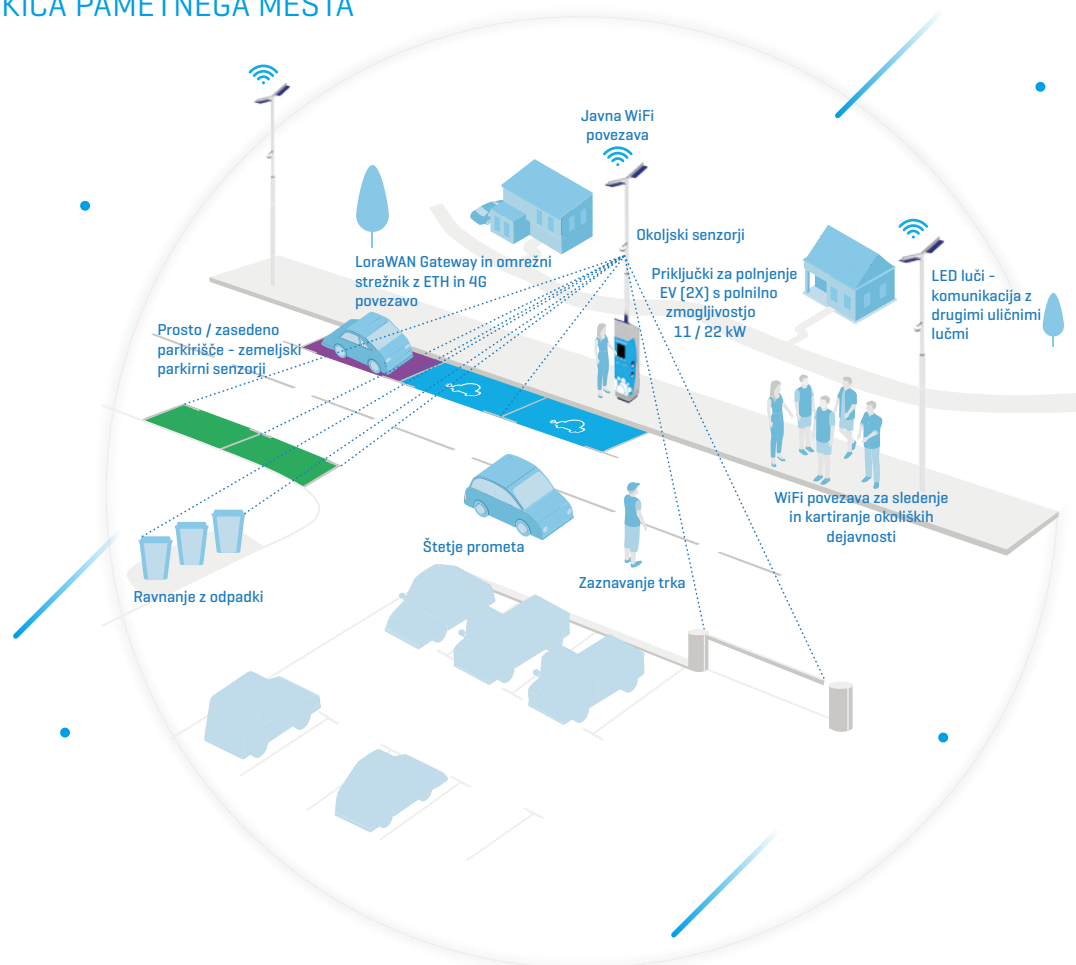 PAMETNEGA MESTA
Javna WiFi
povezava
Okoljski senzorji
LoraWAN Gateway in omrežni
strežnik z ETH in 4G
povezavo
Priključki za polnjenje
EV (2X) s polnilno
zmogljivostjo
11 / 22 kW
LED luči -
komunikacija z
drugimi uličnimi
lučmi
Prosto / zasedeno
parkirišče - zemeljski
parkirni senzorji
WiFi povezava za sledenje
in kartiranje okoliških
dejavnosti
Štetje prometa
Zaznavanje trka
Ravnanje z odpadki